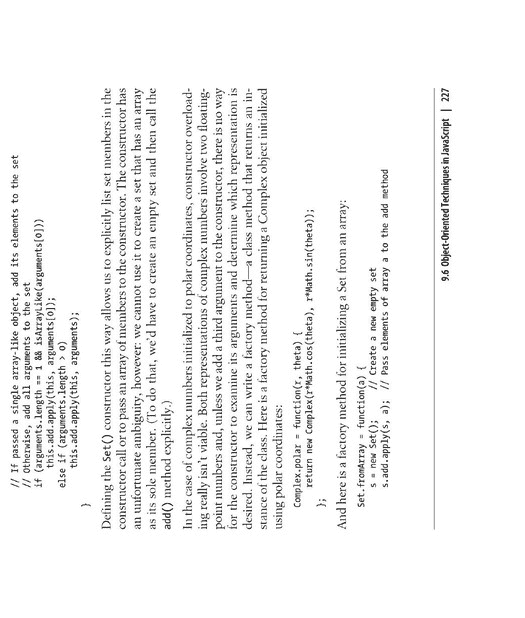 // If passed a single array-like object, add its elements to the set
// Otherwise, add all arguments to the set
if (arguments.length == 1 && isArrayLike(arguments[0]))
this.add.apply(this, arguments[0]);
else if (arguments.length > 0)
this.add.apply(this, arguments);
}
Defining the Set() constructor this way allows us to explicitly list set members in the
constructor call or to pass an array of members to the constructor. The constructor has
an unfortunate ambiguity, however: we cannot use it to create a set that has an array
as its sole member. (To do that, we'd have to create an empty set and then call the
add() method explicitly.)
In the case of complex numbers initialized to polar coordinates, constructor overload-
ing really isn't viable. Both representations of complex numbers involve two floating-
point numbers and, unless we add a third argument to the constructor, there is no way
for the constructor to examine its arguments and determine which representation is
desired. Instead, we can write a factory method—a class method that returns an in-
stance of the class. Here is a factory method for returning a Complex object initialized
using polar coordinates:
Complex.polar = function(r, theta) {
return new Complex(r*Math.cos(theta), r*Math.sin(theta));
};
And here is a factory method for initializing a Set from an array:
Set.fromArray = function(a) {
s = new Set(); // Create a new empty set
s.add.apply(s, a); // Pass elements of array a to the add method
9.6 Object-Oriented Techniques in JavaScript | 227